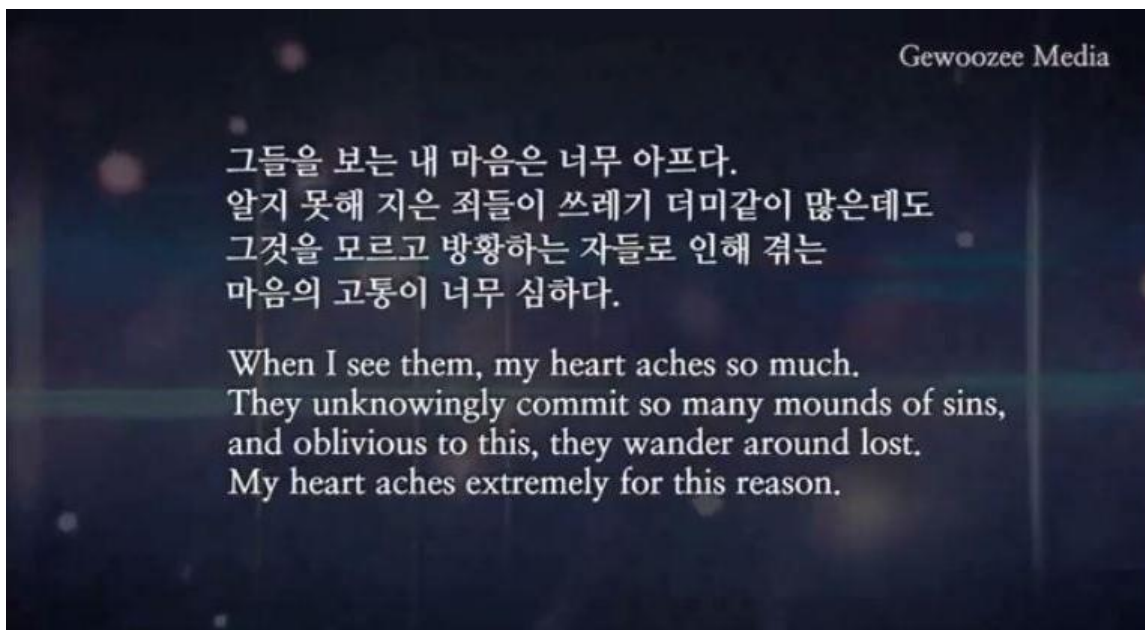 Gewoozee Media
그들을 보는 내 마음은 너무 아프다.
알지 못해 지은 죄들이 쓰레기 더미같이 많은데도
그것을 모르고 방황하는 자들로 인해 겪는
마음의 고통이 너무 심하다.
When I see them, my heart aches so much.
They unknowingly commit so many mounds of sins,
and oblivious to this, they wander around lost.
My heart aches extremely for this reason.